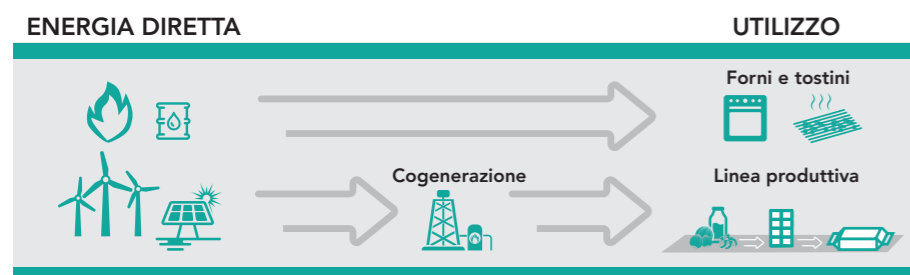 ENERGIA DIRETTA
UTILIZZO
Forni e tostini
Cogenerazione
Linea produttiva